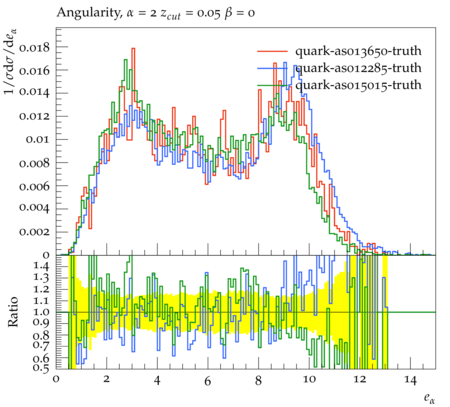 Angularity, α = 2 z_cut = 0.05 β = 0
1/σdσ/de_α
0.018
0.016
0.014
0.012
0.01
0.008
0.006
0.004
0.002
0
quark-as013650-truth
quark-as012285-truth
quark-as015015-truth
Ratio
1.4
1.3
1.2
1.1
1.0
0.9
0.8
0.7
0.6
0.5
0 2 4 6 8 10 12 14
e_α